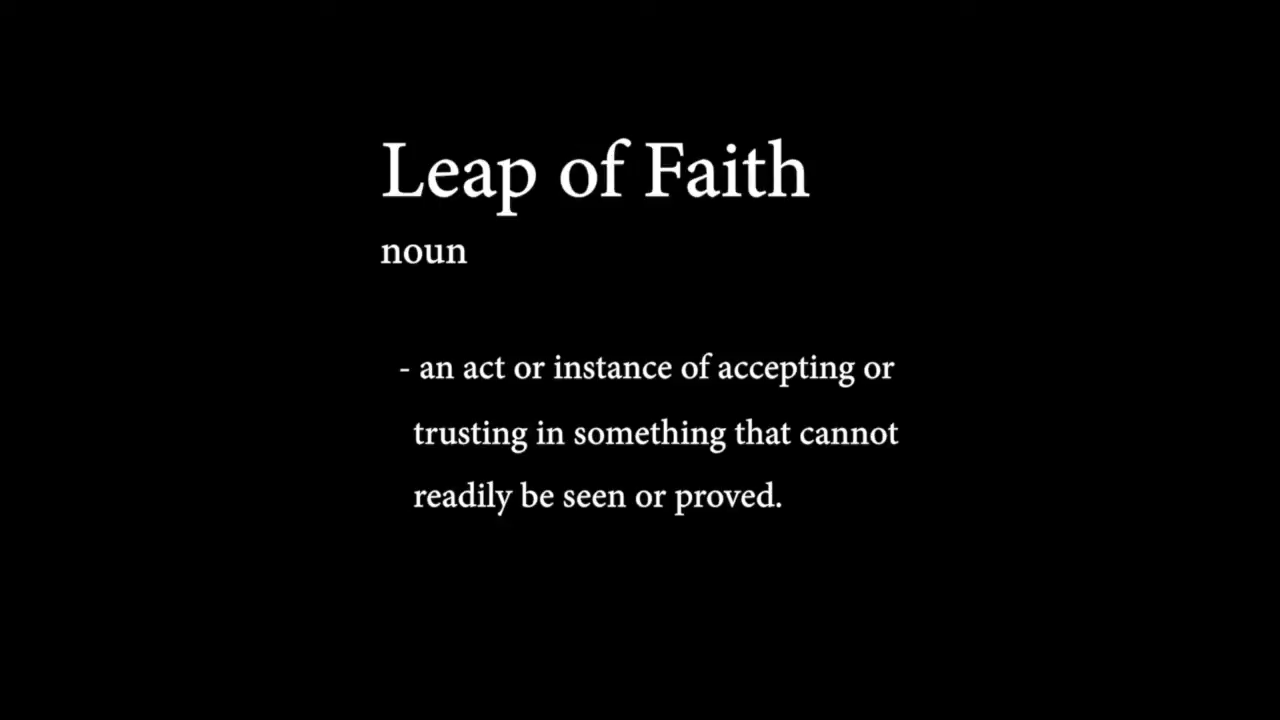 Leap of Faith
noun
- an act or instance of accepting or
trusting in something that cannot
readily be seen or proved.